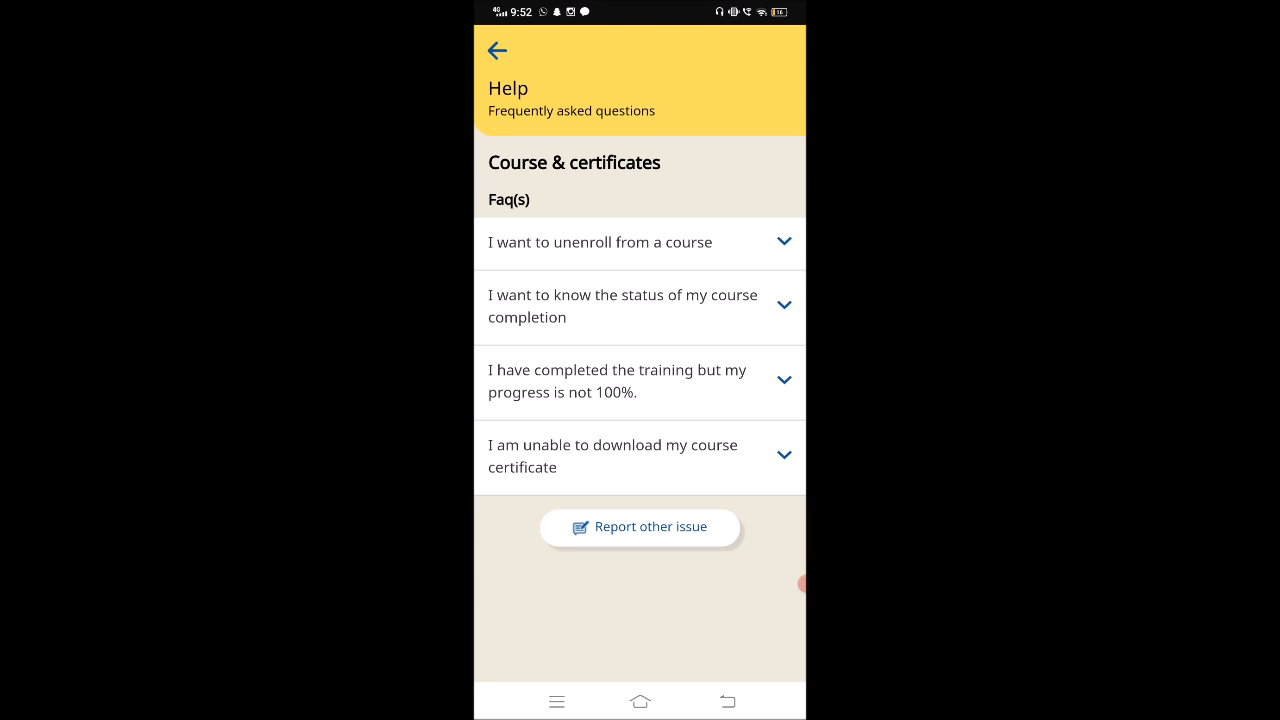 4G 9:52 16
Help
Frequently asked questions
Course & certificates
Faq(s)
I want to unenroll from a course
I want to know the status of my course
completion
I have completed the training but my
progress is not 100%.
I am unable to download my course
certificate
Report other issue